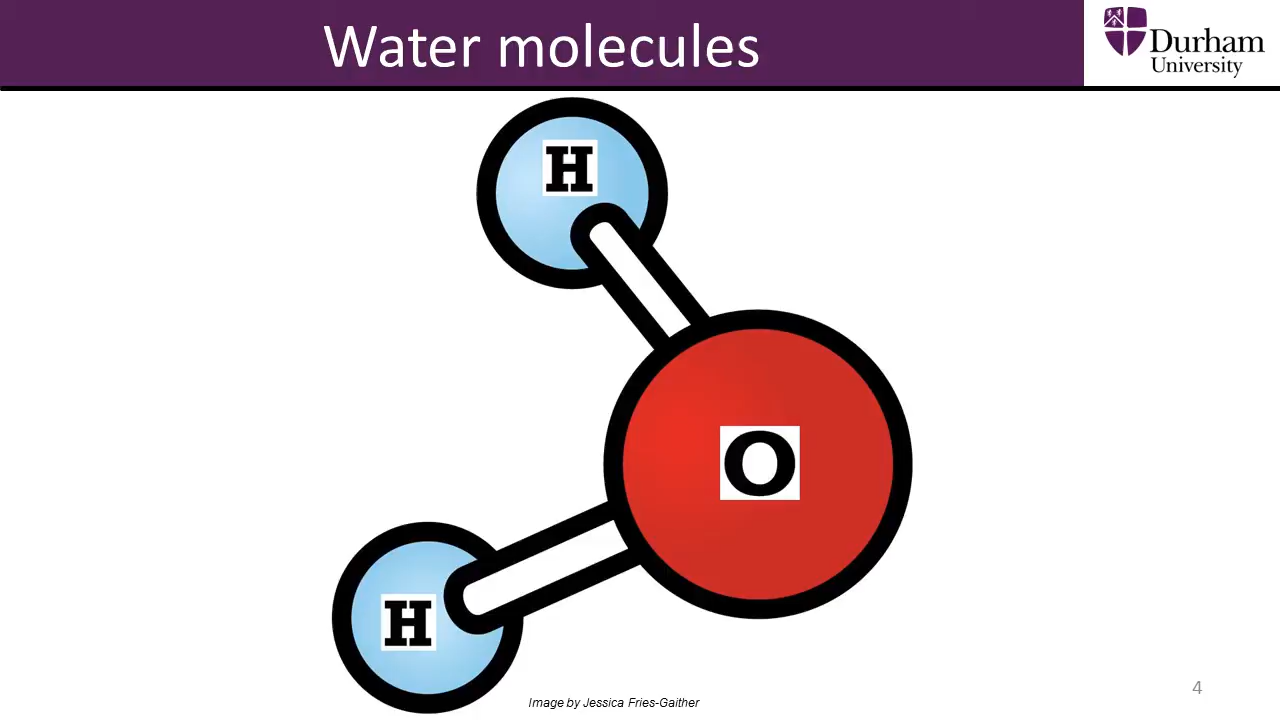 Water molecules
Durham
University
H
O
H
Image by Jessica Fries-Gaither
4